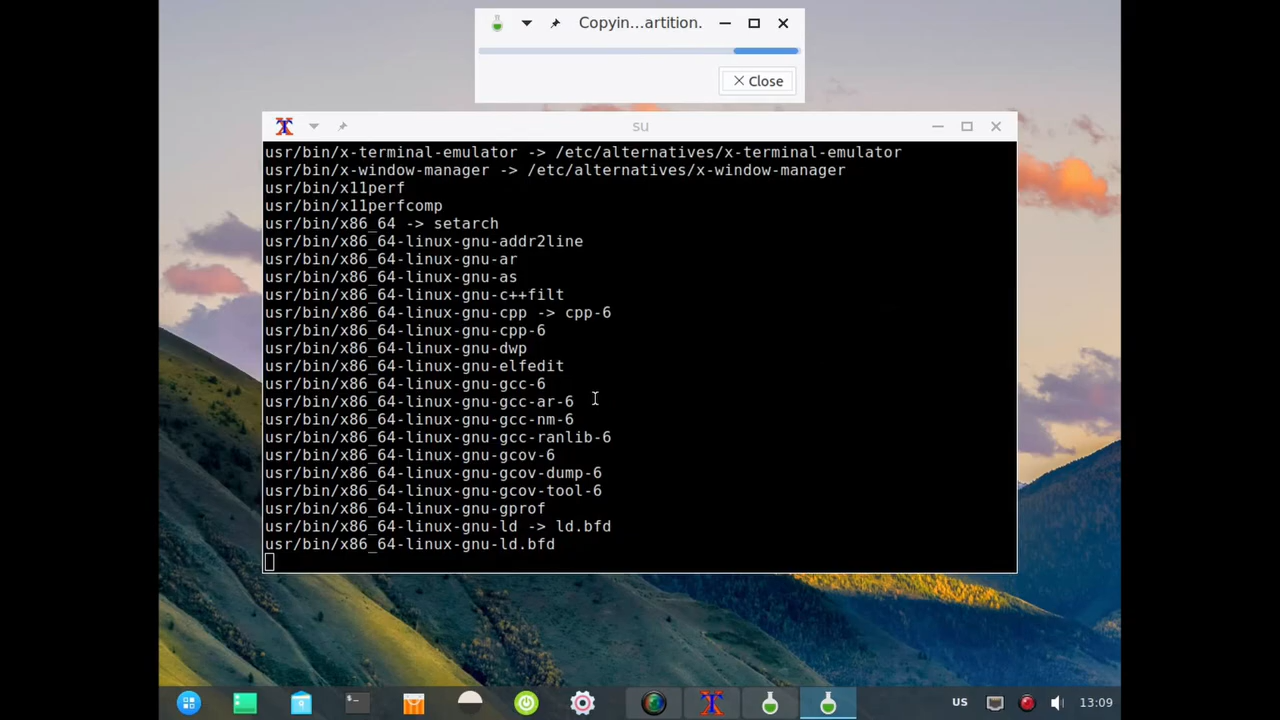 Copyin...artition.
Close
su
usr/bin/x-terminal-emulator -> /etc/alternatives/x-terminal-emulator
usr/bin/x-window-manager -> /etc/alternatives/x-window-manager
usr/bin/x11perf
usr/bin/x11perfcomp
usr/bin/x86_64 -> setarch
usr/bin/x86_64-linux-gnu-addr2line
usr/bin/x86_64-linux-gnu-ar
usr/bin/x86_64-linux-gnu-as
usr/bin/x86_64-linux-gnu-c++filt
usr/bin/x86_64-linux-gnu-cpp -> cpp-6
usr/bin/x86_64-linux-gnu-cpp-6
usr/bin/x86_64-linux-gnu-dwp
usr/bin/x86_64-linux-gnu-elfedit
usr/bin/x86_64-linux-gnu-gcc-6
usr/bin/x86_64-linux-gnu-gcc-ar-6
usr/bin/x86_64-linux-gnu-gcc-nm-6
usr/bin/x86_64-linux-gnu-gcc-ranlib-6
usr/bin/x86_64-linux-gnu-gcov-6
usr/bin/x86_64-linux-gnu-gcov-dump-6
usr/bin/x86_64-linux-gnu-gcov-tool-6
usr/bin/x86_64-linux-gnu-gprof
usr/bin/x86_64-linux-gnu-ld -> ld.bfd
usr/bin/x86_64-linux-gnu-ld.bfd
US 13:09